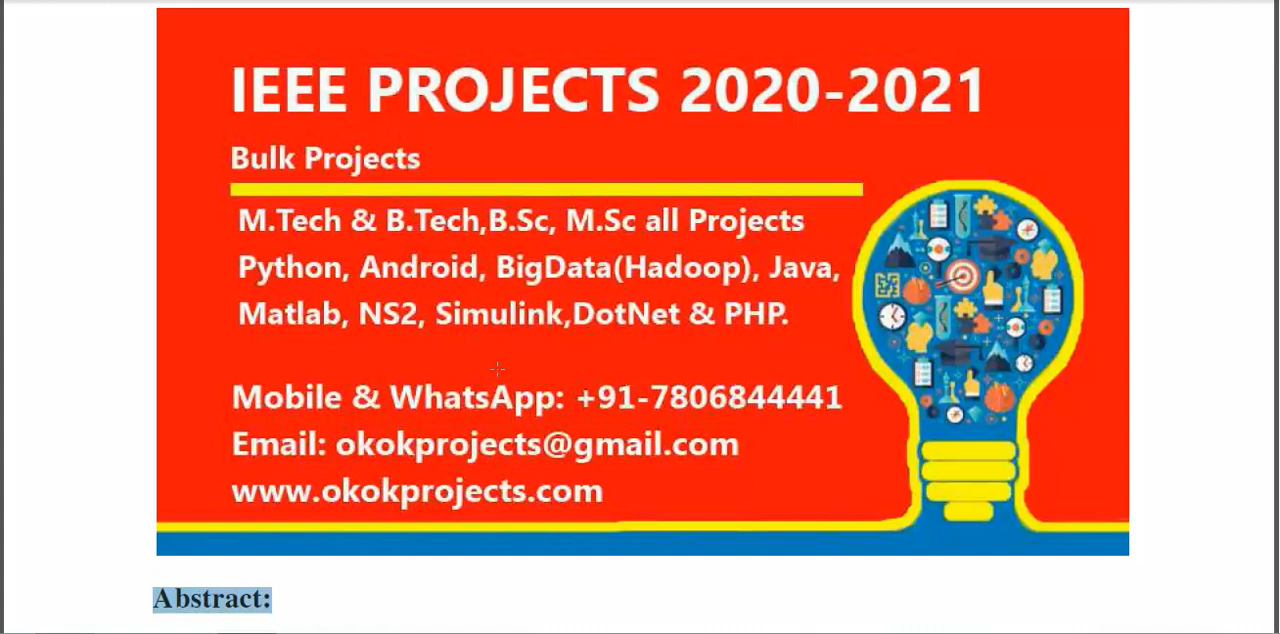 IEEE PROJECTS 2020-2021
Bulk Projects
M.Tech & B.Tech,B.Sc, M.Sc all Projects
Python, Android, BigData(Hadoop), Java,
Matlab, NS2, Simulink,DotNet & PHP.
Mobile & WhatsApp: +91-7806844441
Email: okokprojects@gmail.com
www.okokprojects.com
Abstract: